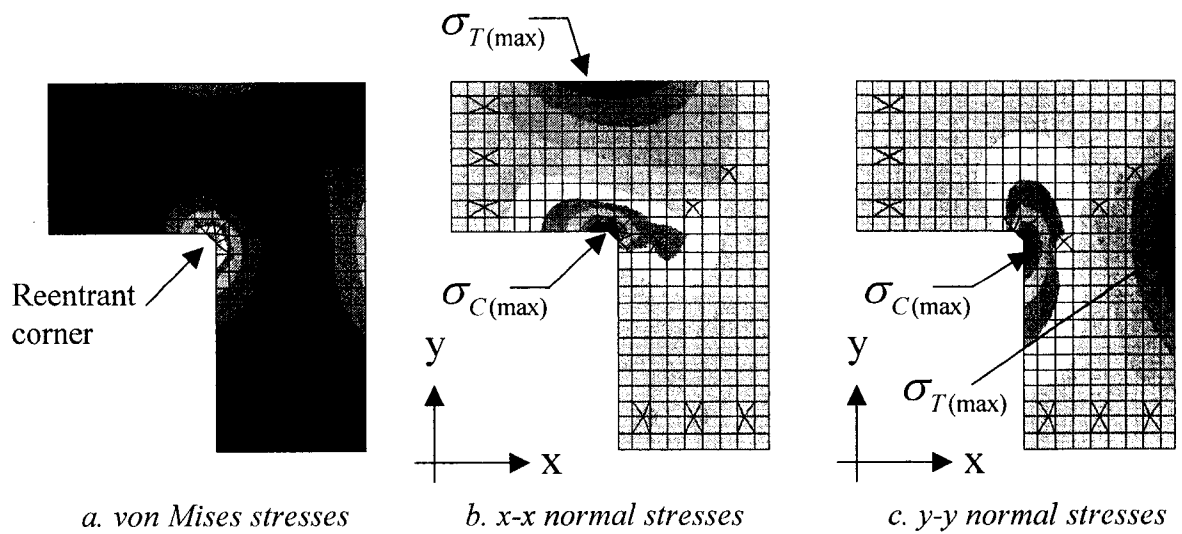 σT(max)
Reentrant
corner
σC(max)
y
x
σC(max)
y
σT(max)
x
a. von Mises stresses
b. x-x normal stresses
c. y-y normal stresses